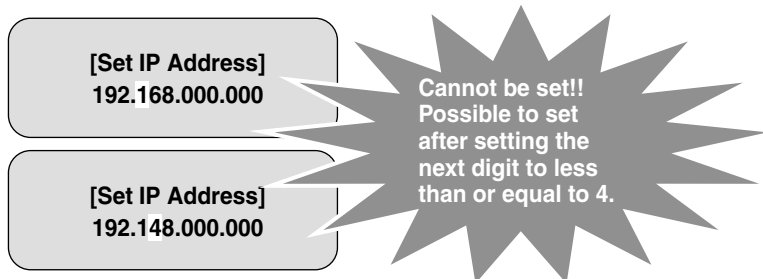 [Set IP Address]
192.168.000.000
Cannot be set!!
Possible to set
after setting the
next digit to less
than or equal to 4.
[Set IP Address]
192.148.000.000